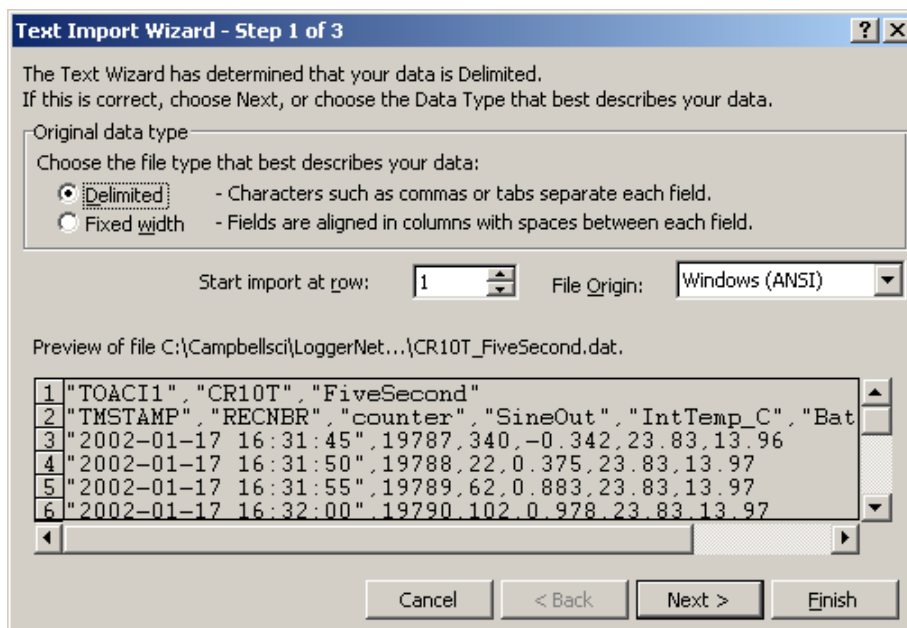 Text Import Wizard - Step 1 of 3
The Text Wizard has determined that your data is Delimited.
If this is correct, choose Next, or choose the Data Type that best describes your data.
Original data type
Choose the file type that best describes your data:
Delimited - Characters such as commas or tabs separate each field.
Fixed width - Fields are aligned in columns with spaces between each field.
Start import at row: 1 File Origin: Windows (ANSI)
Preview of file C:\Campbellsci\LoggerNet...\CR10T_FiveSecond.dat.
1 "TOACI1","CR10T","FiveSecond"
2 "TMSTAMP","RECNBR","counter","SineOut","IntTemp_C","Bat
3 "2002-01-17 16:31:45",19787,340,-0.342,23.83,13.96
4 "2002-01-17 16:31:50",19788,22,0.375,23.83,13.97
5 "2002-01-17 16:31:55",19789,62,0.883,23.83,13.97
6 "2002-01-17 16:32:00",19790,102,0.978,23.83,13.97
Cancel < Back Next > Finish